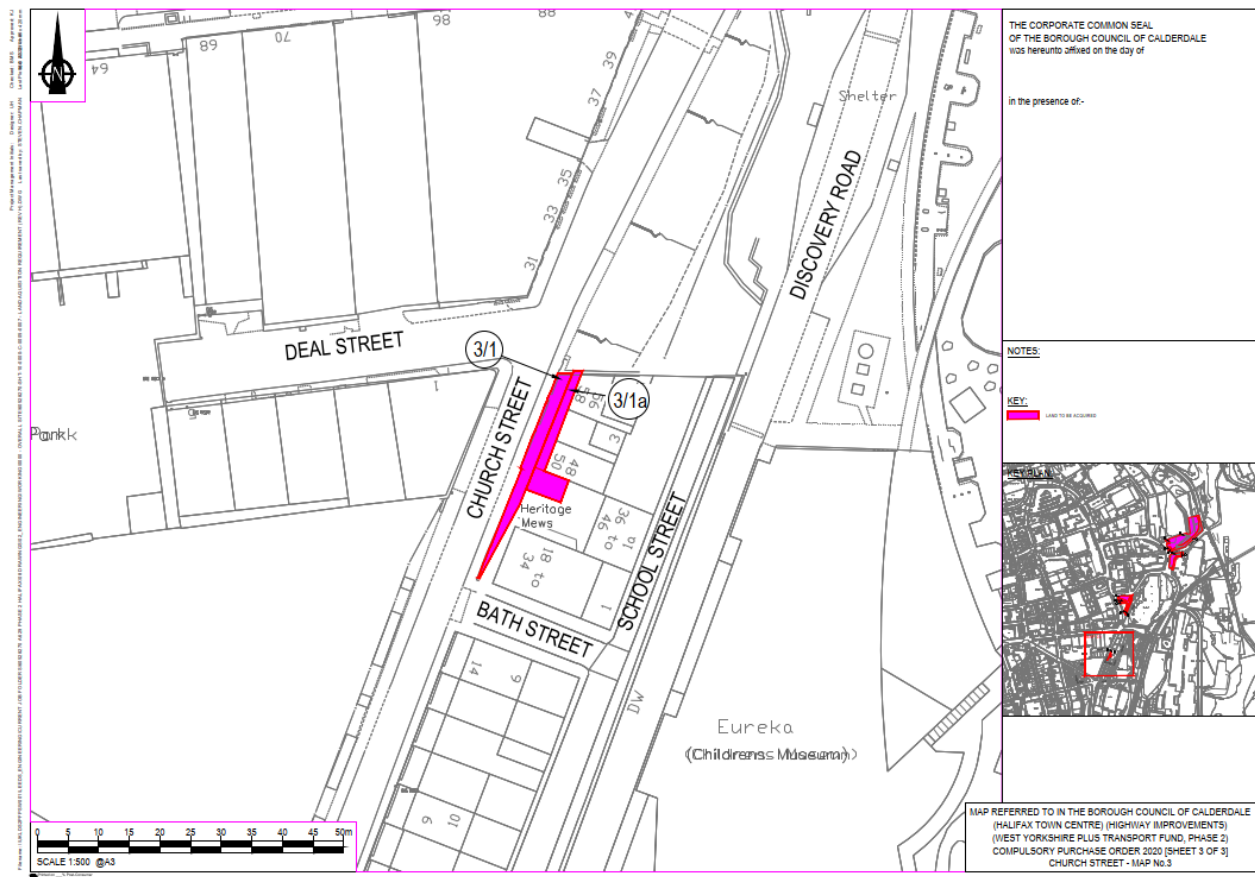 THE CORPORATE COMMON SEAL
OF THE BOROUGH COUNCIL OF CALDERDALE
was hereunto affixed on the day of
in the presence of:-
NOTES:
KEY:
LAND TO BE ACQUIRED
KEY PLAN:
N
64
68
70
86
88
39
37
35
33
31
Shelter
DISCOVERY ROAD
DEAL STREET
3/1
3/1a
1
CHURCH STREET
58
56
3
50
48
Heritage
Mews
36
to
46
18
to
34
1
SCHOOL STREET
BATH STREET
14
6
DW
Eureka
(Childrens Museum)
9
10
0 5 10 15 20 25 30 35 40 45 50m
SCALE 1:500 @A3
MAP REFERRED TO IN THE BOROUGH COUNCIL OF CALDERDALE
(HALIFAX TOWN CENTRE) (HIGHWAY IMPROVEMENTS)
(WEST YORKSHIRE PLUS TRANSPORT FUND, PHASE 2)
COMPULSORY PURCHASE ORDER 2020 [SHEET 3 OF 3]
CHURCH STREET - MAP No.3